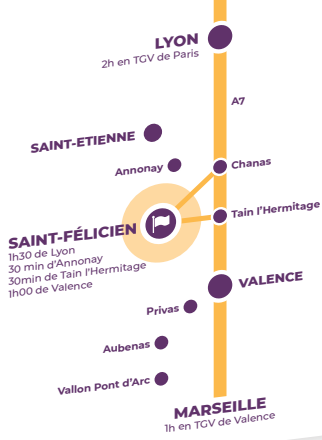 LYON
2h en TGV de Paris
A7
SAINT-ETIENNE
Annonay
Chanas
Tain l'Hermitage
SAINT-FÉLICIEN
1h30 de Lyon
30 min d'Annonay
30min de Tain l'Hermitage
1h00 de Valence
VALENCE
Privas
Aubenas
Vallon Pont d'Arc
MARSEILLE
1h en TGV de Valence